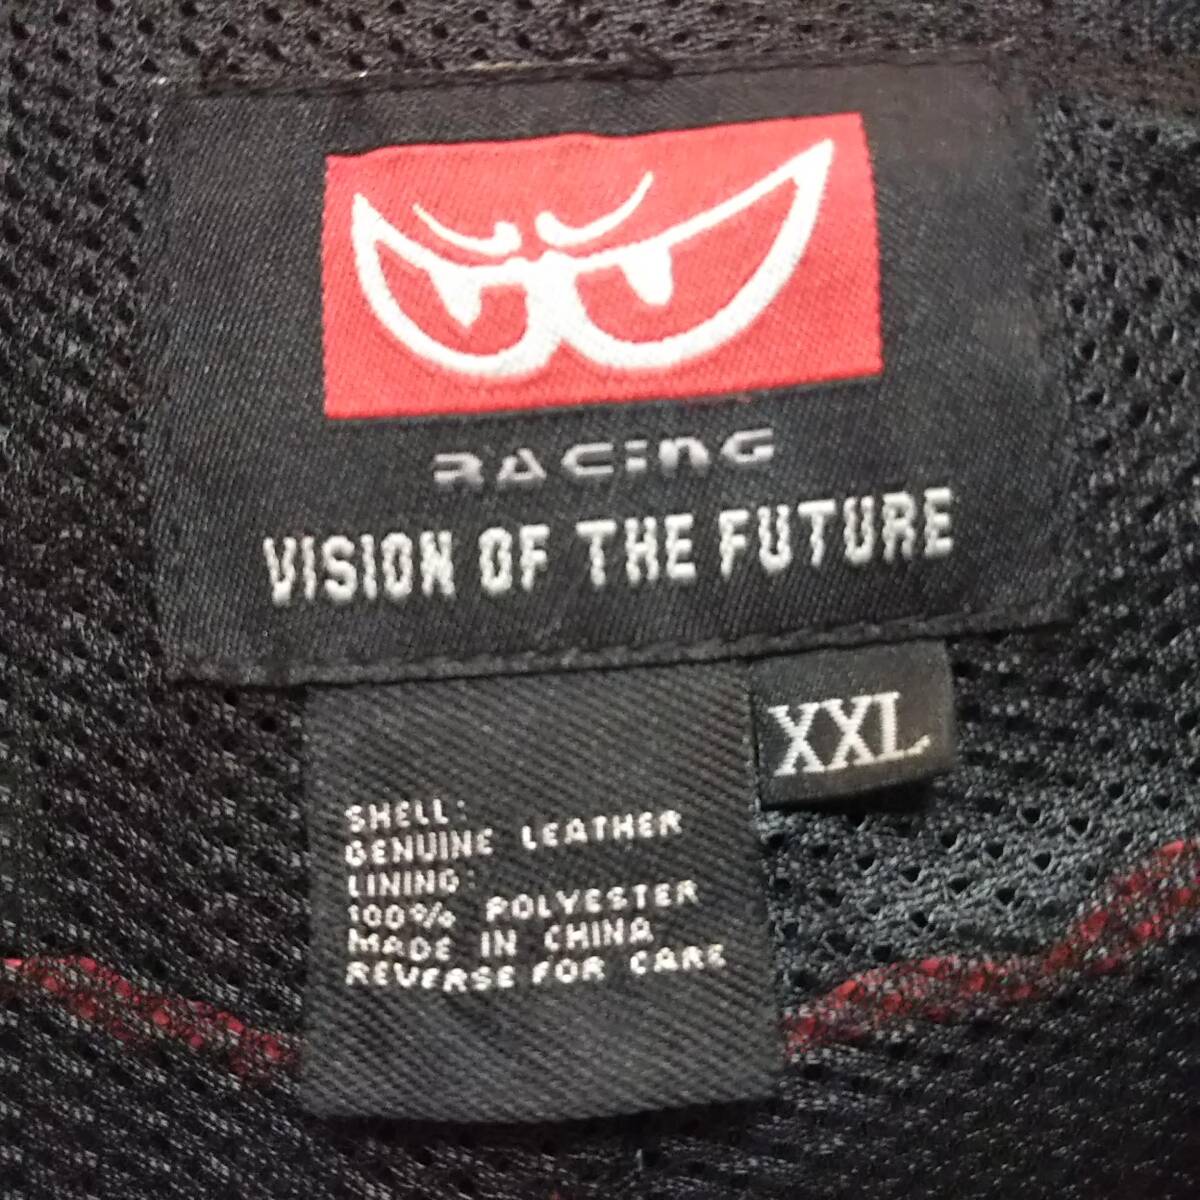 RACING
VISION OF THE FUTURE
XXL
SHELL:
GENUINE LEATHER
LINING:
100% POLYESTER
MADE IN CHINA
REVERSE FOR CARE